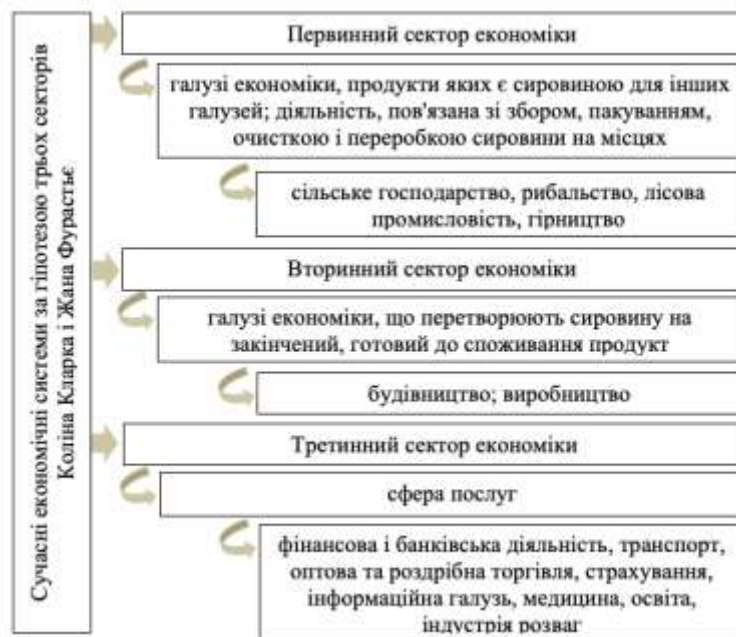 Сучасні економічні системи за гіпотезою трьох секторів
Коліна Кларка і Жана Фурастьє
Первинний сектор економіки
галузі економіки, продукти яких є сировиною для інших
галузей; діяльність, пов'язана зі збором, пакуванням,
очисткою і переробкою сировини на місцях
сільське господарство, рибальство, лісова
промисловість, гірництво
Вторинний сектор економіки
галузі економіки, що перетворюють сировину на
закінчений, готовий до споживання продукт
будівництво; виробництво
Третинний сектор економіки
сфера послуг
фінансова і банківська діяльність, транспорт,
оптова та роздрібна торгівля, страхування,
інформаційна галузь, медицина, освіта,
індустрія розваг